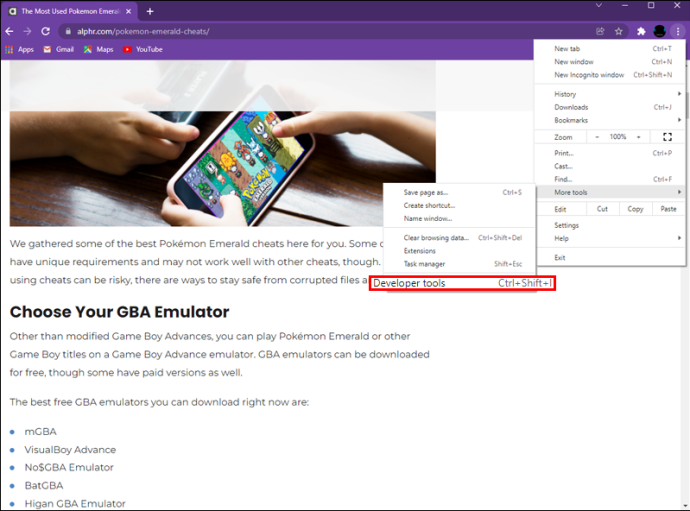 The Most Used Pokemon Emeral
alphr.com/pokemon-emerald-cheats/
Apps
Gmail
Maps
YouTube
New tab Ctrl+T
New window Ctrl+N
New Incognito window Ctrl+Shift+N
History
Downloads Ctrl+J
Bookmarks
Zoom - 100% +
Print... Ctrl+P
Cast...
Find... Ctrl+F
More tools
Edit Cut Copy Paste
Settings
Help
Exit
Save page as... Ctrl+S
Create shortcut...
Name window...
Clear browsing data... Ctrl+Shift+Del
Extensions
Task manager Shift+Esc
Developer tools Ctrl+Shift+I
POKéMON
We gathered some of the best Pokémon Emerald cheats here for you. Some
have unique requirements and may not work well with other cheats, though.
using cheats can be risky, there are ways to stay safe from corrupted files
Choose Your GBA Emulator
Other than modified Game Boy Advances, you can play Pokémon Emerald or other
Game Boy titles on a Game Boy Advance emulator. GBA emulators can be downloaded
for free, though some have paid versions as well.
The best free GBA emulators you can download right now are:
mGBA
VisualBoy Advance
No$GBA Emulator
BatGBA
Higan GBA Emulator